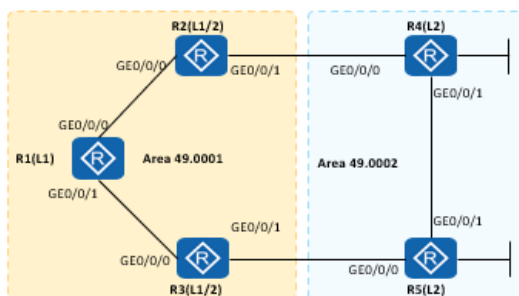 R2(L1/2)
R4(L2)
GE0/0/0
GE0/0/1
GE0/0/0
GE0/0/1
GE0/0/0
R1(L1)
Area 49.0001
Area 49.0002
GE0/0/1
GE0/0/1
GE0/0/1
GE0/0/0
GE0/0/0
R3(L1/2)
R5(L2)
R
R
R
R
R